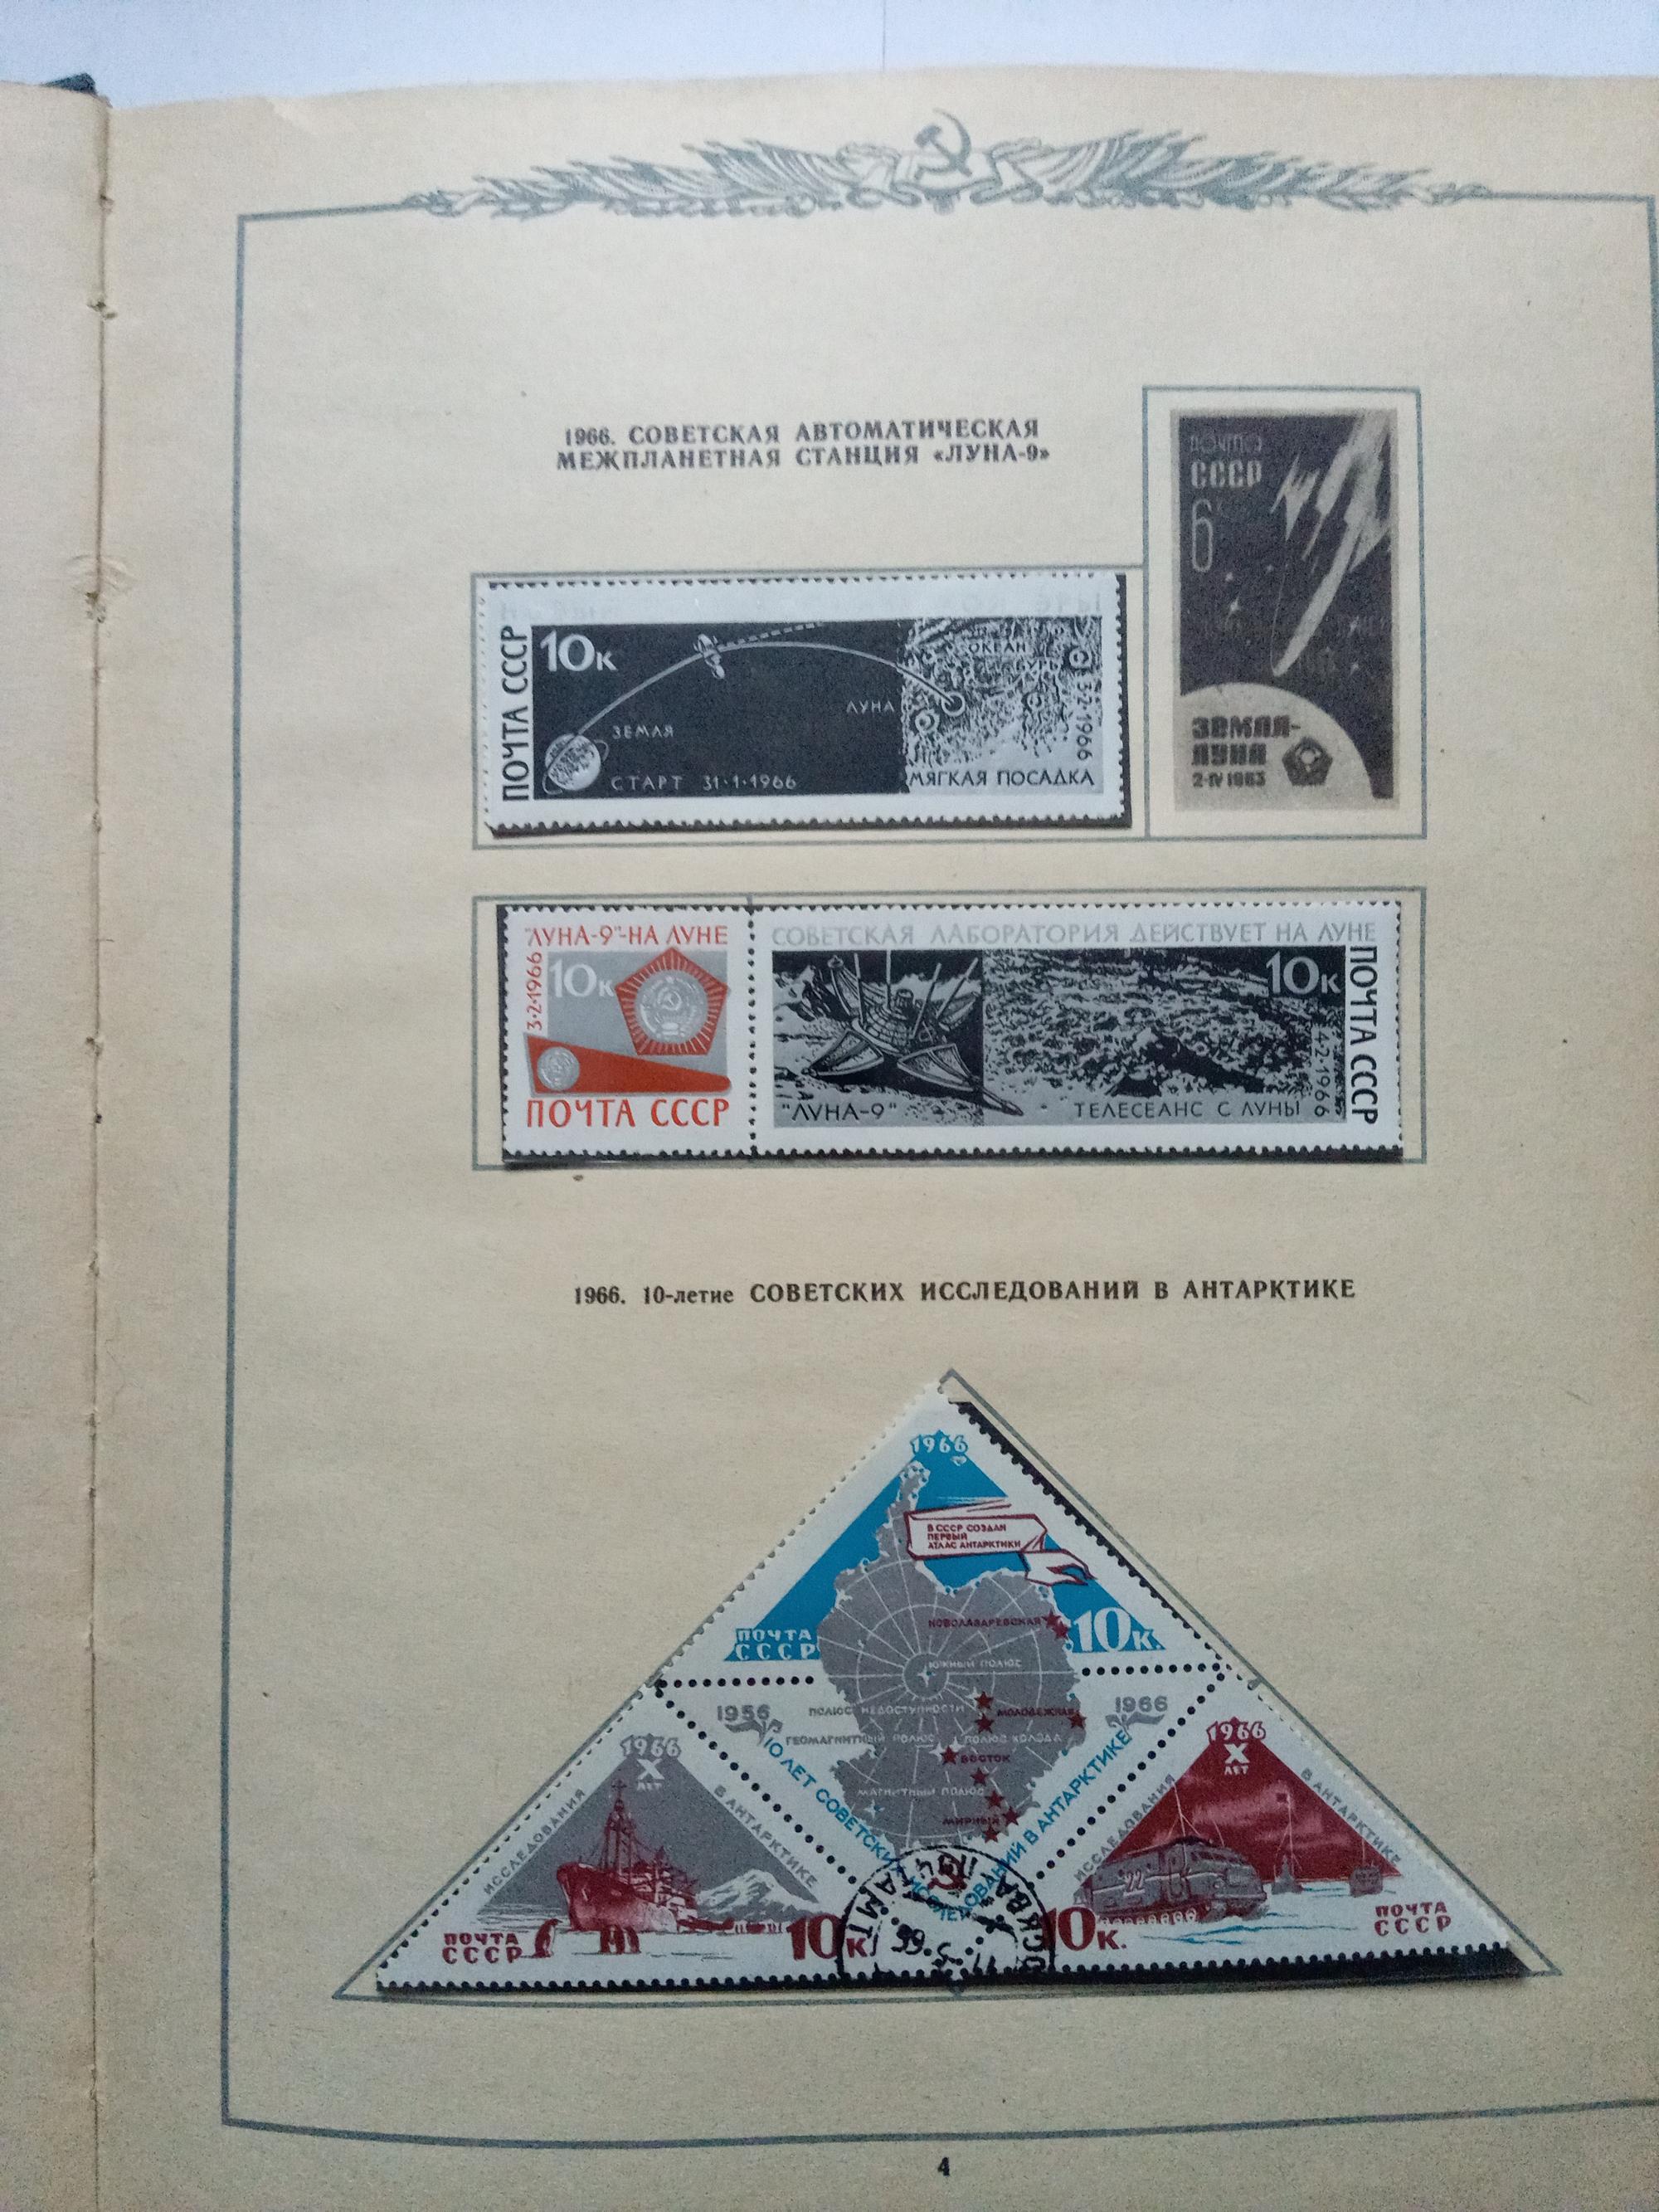 1966. СОВЕТСКАЯ АВТОМАТИЧЕСКАЯ
МЕЖПЛАНЕТНАЯ СТАНЦИЯ «ЛУНА-9»
ПОЧТА
СССР
6
ЗЕМЛЯ-
ЛУНА
2-IV 1963
ПОЧТА СССР
10к
ЗЕМЛЯ
СТАРТ 31·1·1966
ЛУНА
ОКЕАН
БУРЬ
3·2·1966
МЯГКАЯ ПОСАДКА
"ЛУНА-9"-НА ЛУНЕ
3·2·1966
10к
ПОЧТА СССР
СОВЕТСКАЯ ЛАБОРАТОРИЯ ДЕЙСТВУЕТ НА ЛУНЕ
10к
ПОЧТА СССР
4·2·1966
"ЛУНА-9"
ТЕЛЕСЕАНС С ЛУНЫ
1966. 10-летие СОВЕТСКИХ ИССЛЕДОВАНИЙ В АНТАРКТИКЕ
1966
В СССР СОЗДАН
ПЕРВЫЙ
АТЛАС АНТАРКТИКИ
НОВОЛАЗАРЕВСКАЯ
ПОЧТА
СССР
10к.
ЮЖНЫЙ ПОЛЮС
1956
1966
ПОЛЮС НЕДОСТУПНОСТИ
МОЛОДЕЖНАЯ
ГЕОМАГНИТНЫЙ ПОЛЮС
ПОЛЮС ХОЛОДА
ВОСТОК
МАГНИТНЫЙ ПОЛЮС
МИРНЫЙ
10 ЛЕТ СОВЕТСКИХ ИССЛЕДОВАНИЙ В АНТАРКТИКЕ
1966
X
ЛЕТ
ИССЛЕДОВАНИЯ
В АНТАРКТИКЕ
ПОЧТА
СССР
10к.
1966
X
ЛЕТ
ИССЛЕДОВАНИЯ
В АНТАРКТИКЕ
22
10к.
ПОЧТА
СССР
МОСКВА
66
4